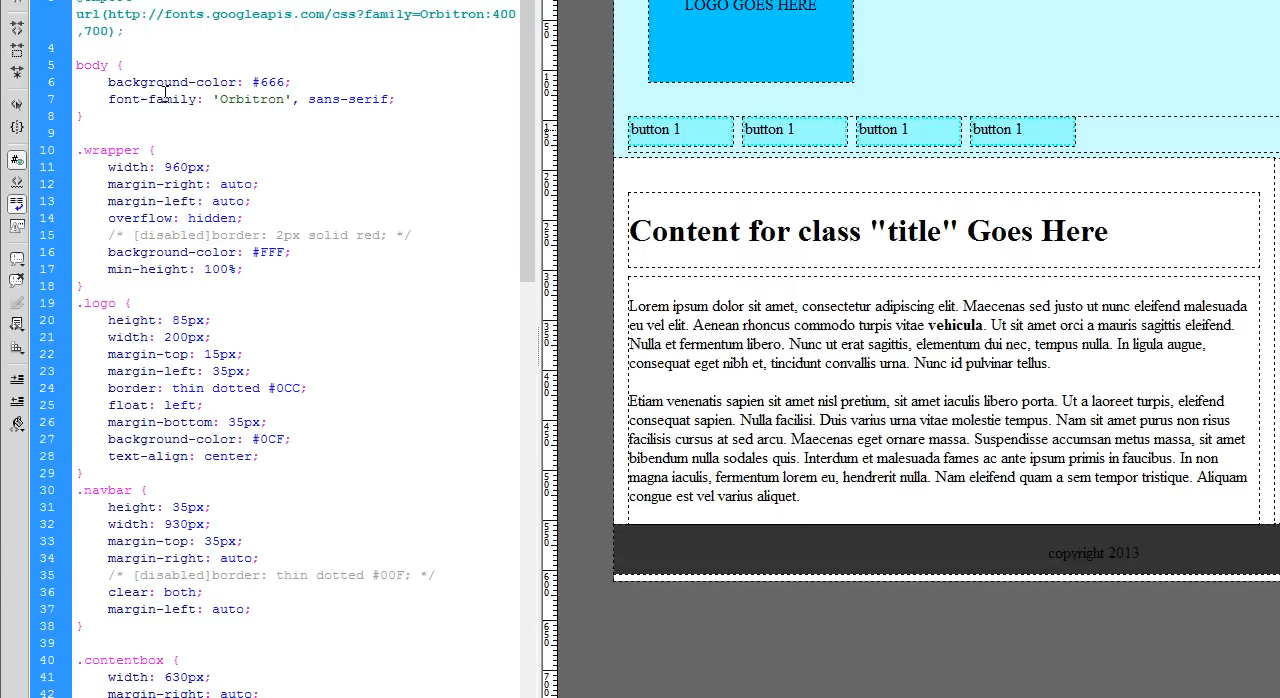 url(http://fonts.googleapis.com/css?family=Orbitron:400
,700);
4
5 body {
6 background-color: #666;
7 font-family: 'Orbitron', sans-serif;
8 }
9
10 .wrapper {
11 width: 960px;
12 margin-right: auto;
13 margin-left: auto;
14 overflow: hidden;
15 /* [disabled]border: 2px solid red; */
16 background-color: #FFF;
17 min-height: 100%;
18 }
19 .logo {
20 height: 85px;
21 width: 200px;
22 margin-top: 15px;
23 margin-left: 35px;
24 border: thin dotted #0CC;
25 float: left;
26 margin-bottom: 35px;
27 background-color: #0CF;
28 text-align: center;
29 }
30 .navbar {
31 height: 35px;
32 width: 930px;
33 margin-top: 35px;
34 margin-right: auto;
35 /* [disabled]border: thin dotted #00F; */
36 clear: both;
37 margin-left: auto;
38 }
39
40 .contentbox {
41 width: 630px;
42 margin-right: auto;
50
100
150
200
250
300
350
400
450
500
550
600
650
LOGO GOES HERE
button 1 button 1 button 1 button 1
Content for class "title" Goes Here
Lorem ipsum dolor sit amet, consectetur adipiscing elit. Maecenas sed justo ut nunc eleifend malesuada
eu vel elit. Aenean rhoncus commodo turpis vitae vehicula. Ut sit amet orci a mauris sagittis eleifend.
Nulla et fermentum libero. Nunc ut erat sagittis, elementum dui nec, tempus nulla. In ligula augue,
consequat eget nibh et, tincidunt convallis urna. Nunc id pulvinar tellus.
Etiam venenatis sapien sit amet nisl pretium, sit amet iaculis libero porta. Ut a laoreet turpis, eleifend
consequat sapien. Nulla facilisi. Duis varius urna vitae molestie tempus. Nam sit amet purus non risus
facilisis cursus at sed arcu. Maecenas eget ornare massa. Suspendisse accumsan metus massa, sit amet
bibendum nulla sodales quis. Interdum et malesuada fames ac ante ipsum primis in faucibus. In non
magna iaculis, fermentum lorem eu, hendrerit nulla. Nam eleifend quam a sem tempor tristique. Aliquam
congue est vel varius aliquet.
copyright 2013